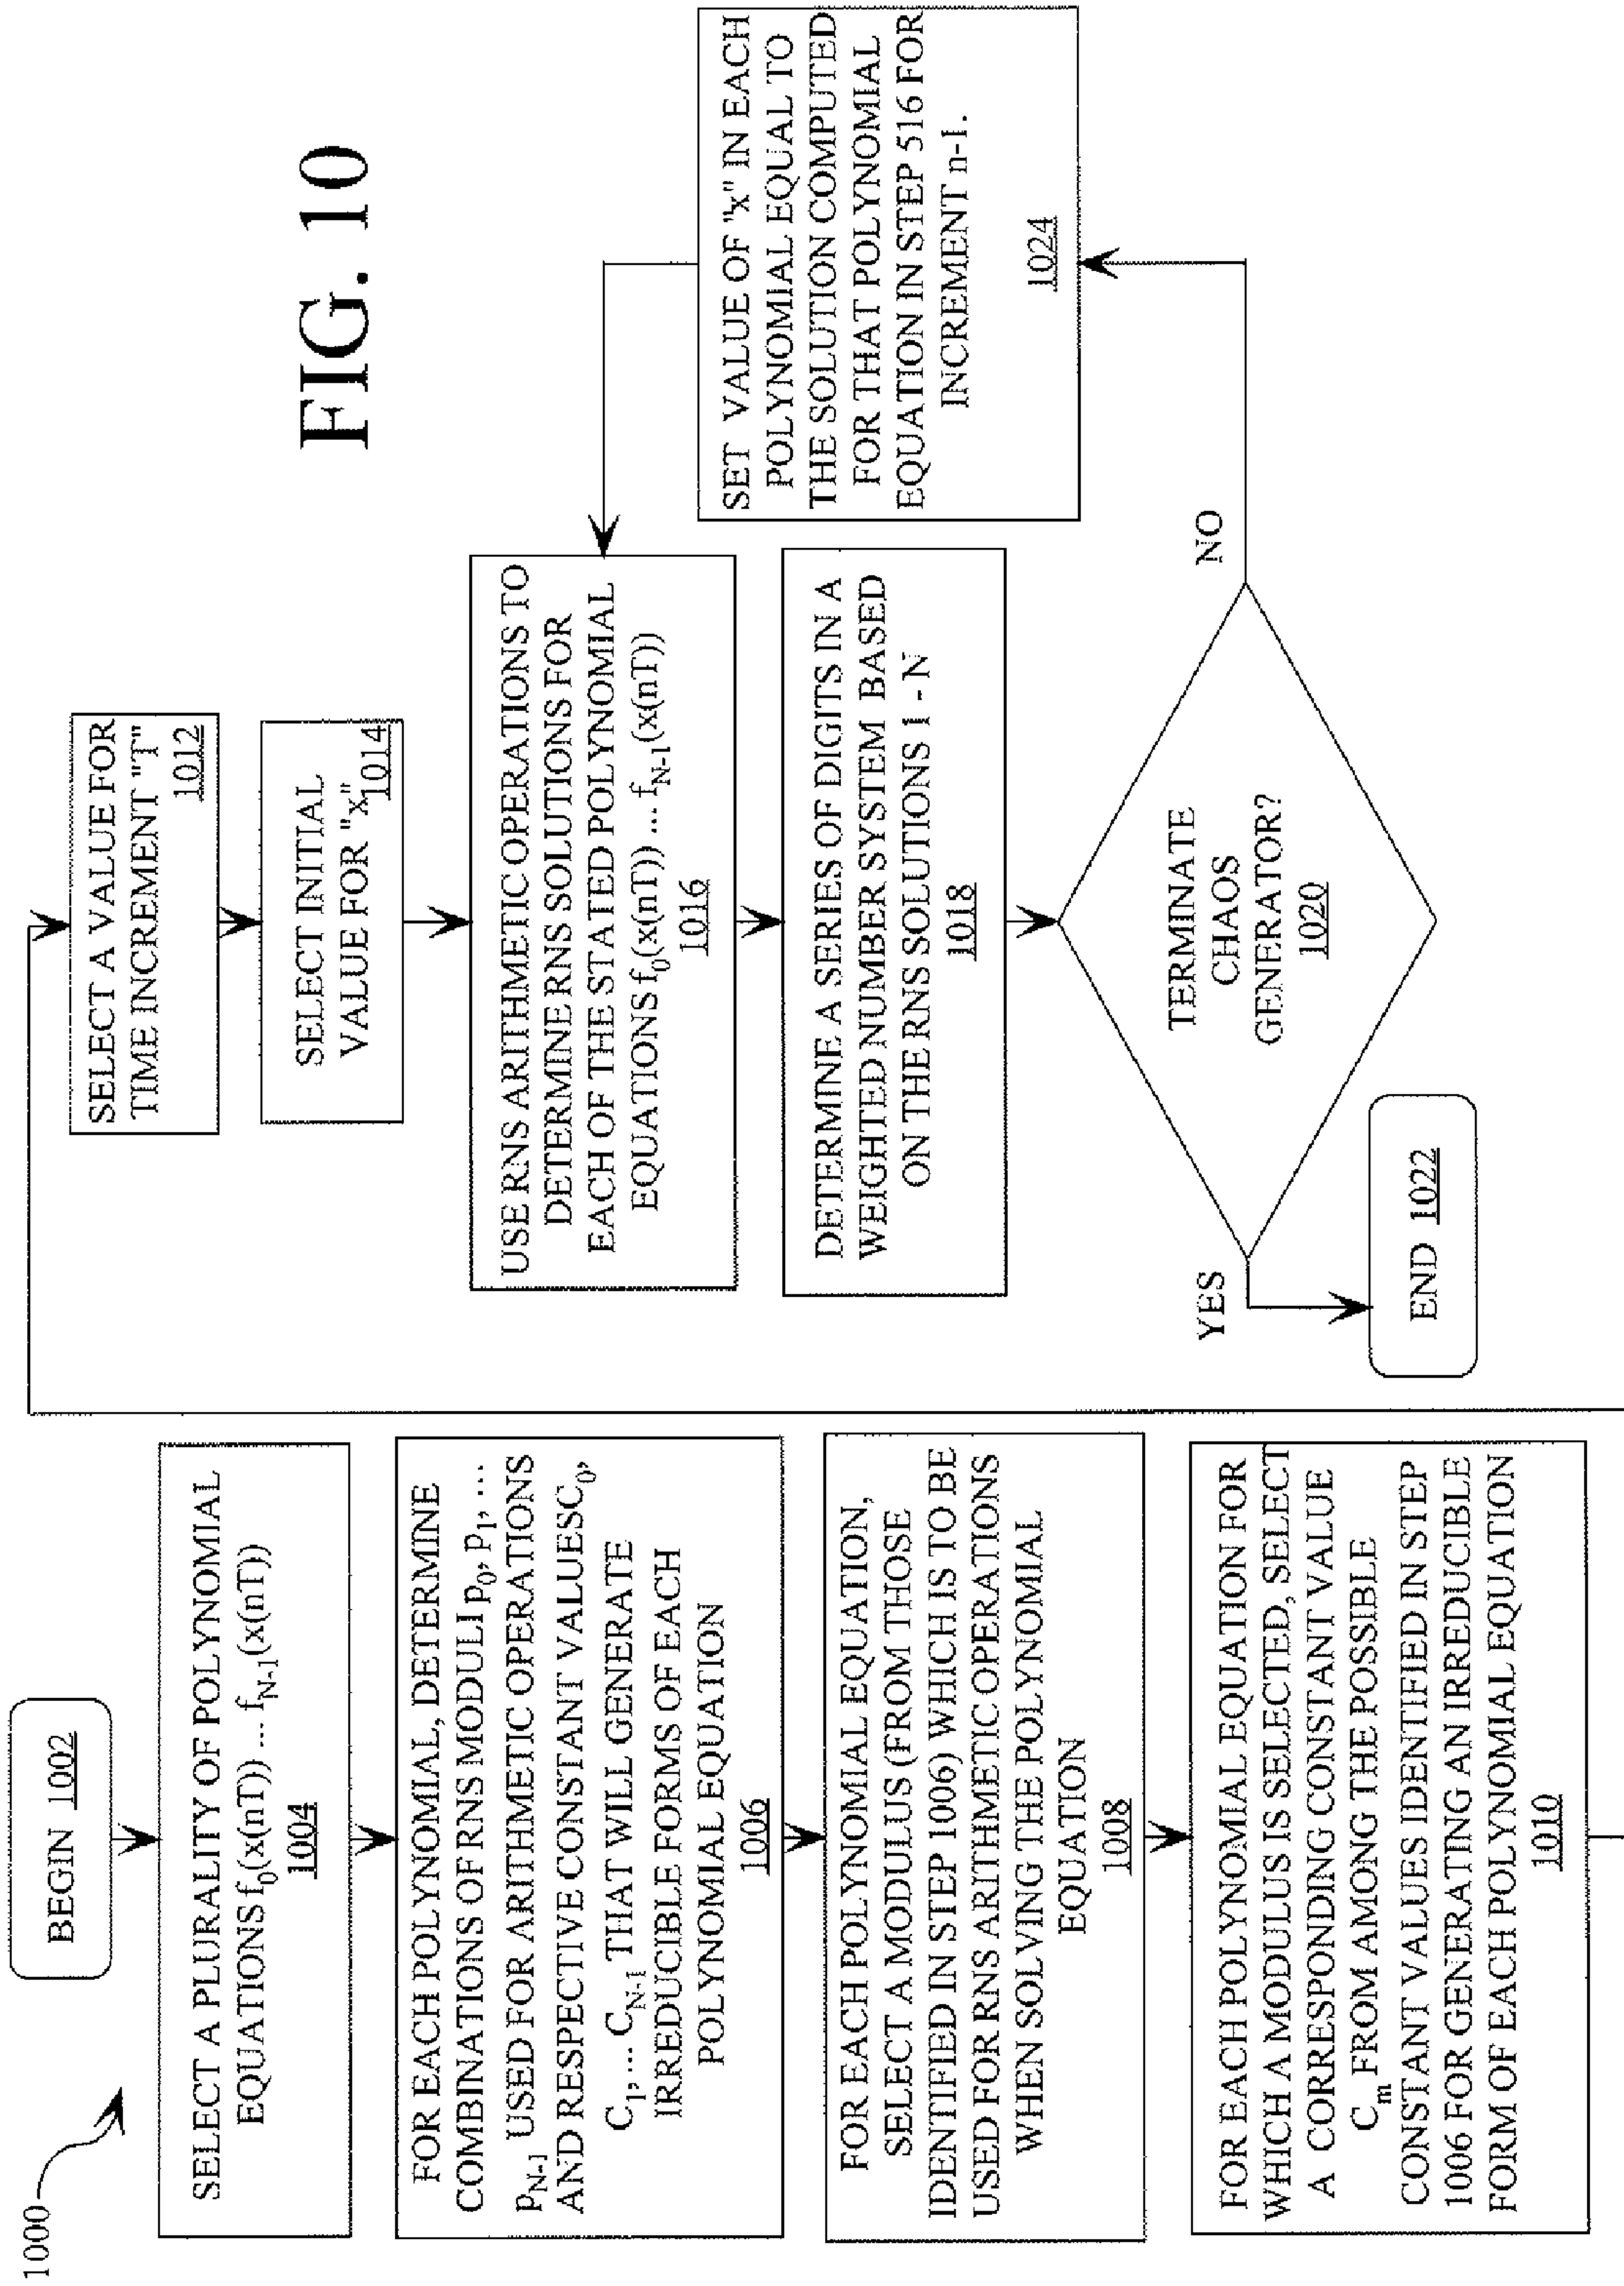 FIG. 10
1000
BEGIN 1002
SELECT A PLURALITY OF POLYNOMIAL
EQUATIONS f₀(x(nT)) ... f_N-1(x(nT))
1004
FOR EACH POLYNOMIAL, DETERMINE
COMBINATIONS OF RNS MODULI p₀, p₁, ...
p_N-1 USED FOR ARITHMETIC OPERATIONS
AND RESPECTIVE CONSTANT VALUESC₀,
C₁,... C_N-1 THAT WILL GENERATE
IRREDUCIBLE FORMS OF EACH
POLYNOMIAL EQUATION
1006
FOR EACH POLYNOMIAL EQUATION,
SELECT A MODULUS (FROM THOSE
IDENTIFIED IN STEP 1006) WHICH IS TO BE
USED FOR RNS ARITHMETIC OPERATIONS
WHEN SOLVING THE POLYNOMIAL
EQUATION
1008
FOR EACH POLYNOMIAL EQUATION FOR
WHICH A MODULUS IS SELECTED, SELECT
A CORRESPONDING CONSTANT VALUE
C_m FROM AMONG THE POSSIBLE
CONSTANT VALUES IDENTIFIED IN STEP
1006 FOR GENERATING AN IRREDUCIBLE
FORM OF EACH POLYNOMIAL EQUATION
1010
SELECT A VALUE FOR
TIME INCREMENT "T"
1012
SELECT INITIAL
VALUE FOR "x"
1014
USE RNS ARITHMETIC OPERATIONS TO
DETERMINE RNS SOLUTIONS FOR
EACH OF THE STATED POLYNOMIAL
EQUATIONS f₀(x(nT)) ... f_N-1(x(nT))
1016
DETERMINE A SERIES OF DIGITS IN A
WEIGHTED NUMBER SYSTEM BASED
ON THE RNS SOLUTIONS 1 - N
1018
TERMINATE
CHAOS
GENERATOR?
1020
YES
NO
END 1022
SET VALUE OF "x" IN EACH
POLYNOMIAL EQUAL TO
THE SOLUTION COMPUTED
FOR THAT POLYNOMIAL
EQUATION IN STEP 516 FOR
INCREMENT n-1.
1024